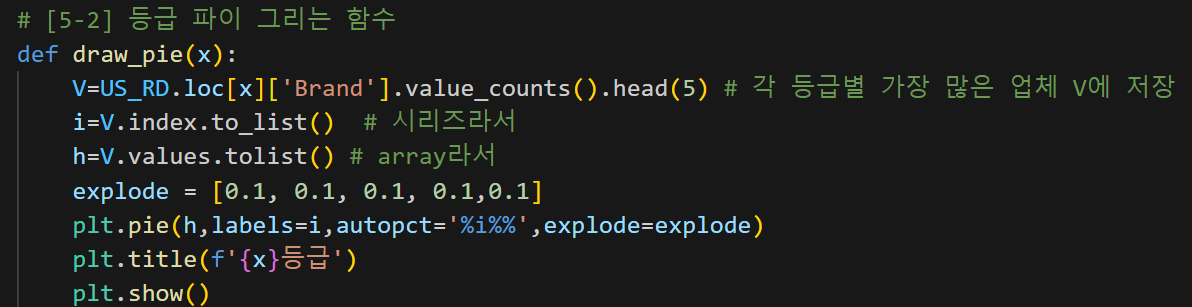 # [5-2] 등급 파이 그리는 함수
def draw_pie(x):
    V=US_RD.loc[x]['Brand'].value_counts().head(5) # 각 등급별 가장 많은 업체 V에 저장
    i=V.index.to_list()  # 시리즈라서
    h=V.values.tolist() # array라서
    explode = [0.1, 0.1, 0.1, 0.1,0.1]
    plt.pie(h,labels=i,autopct='%i%%',explode=explode)
    plt.title(f'{x}등급')
    plt.show()